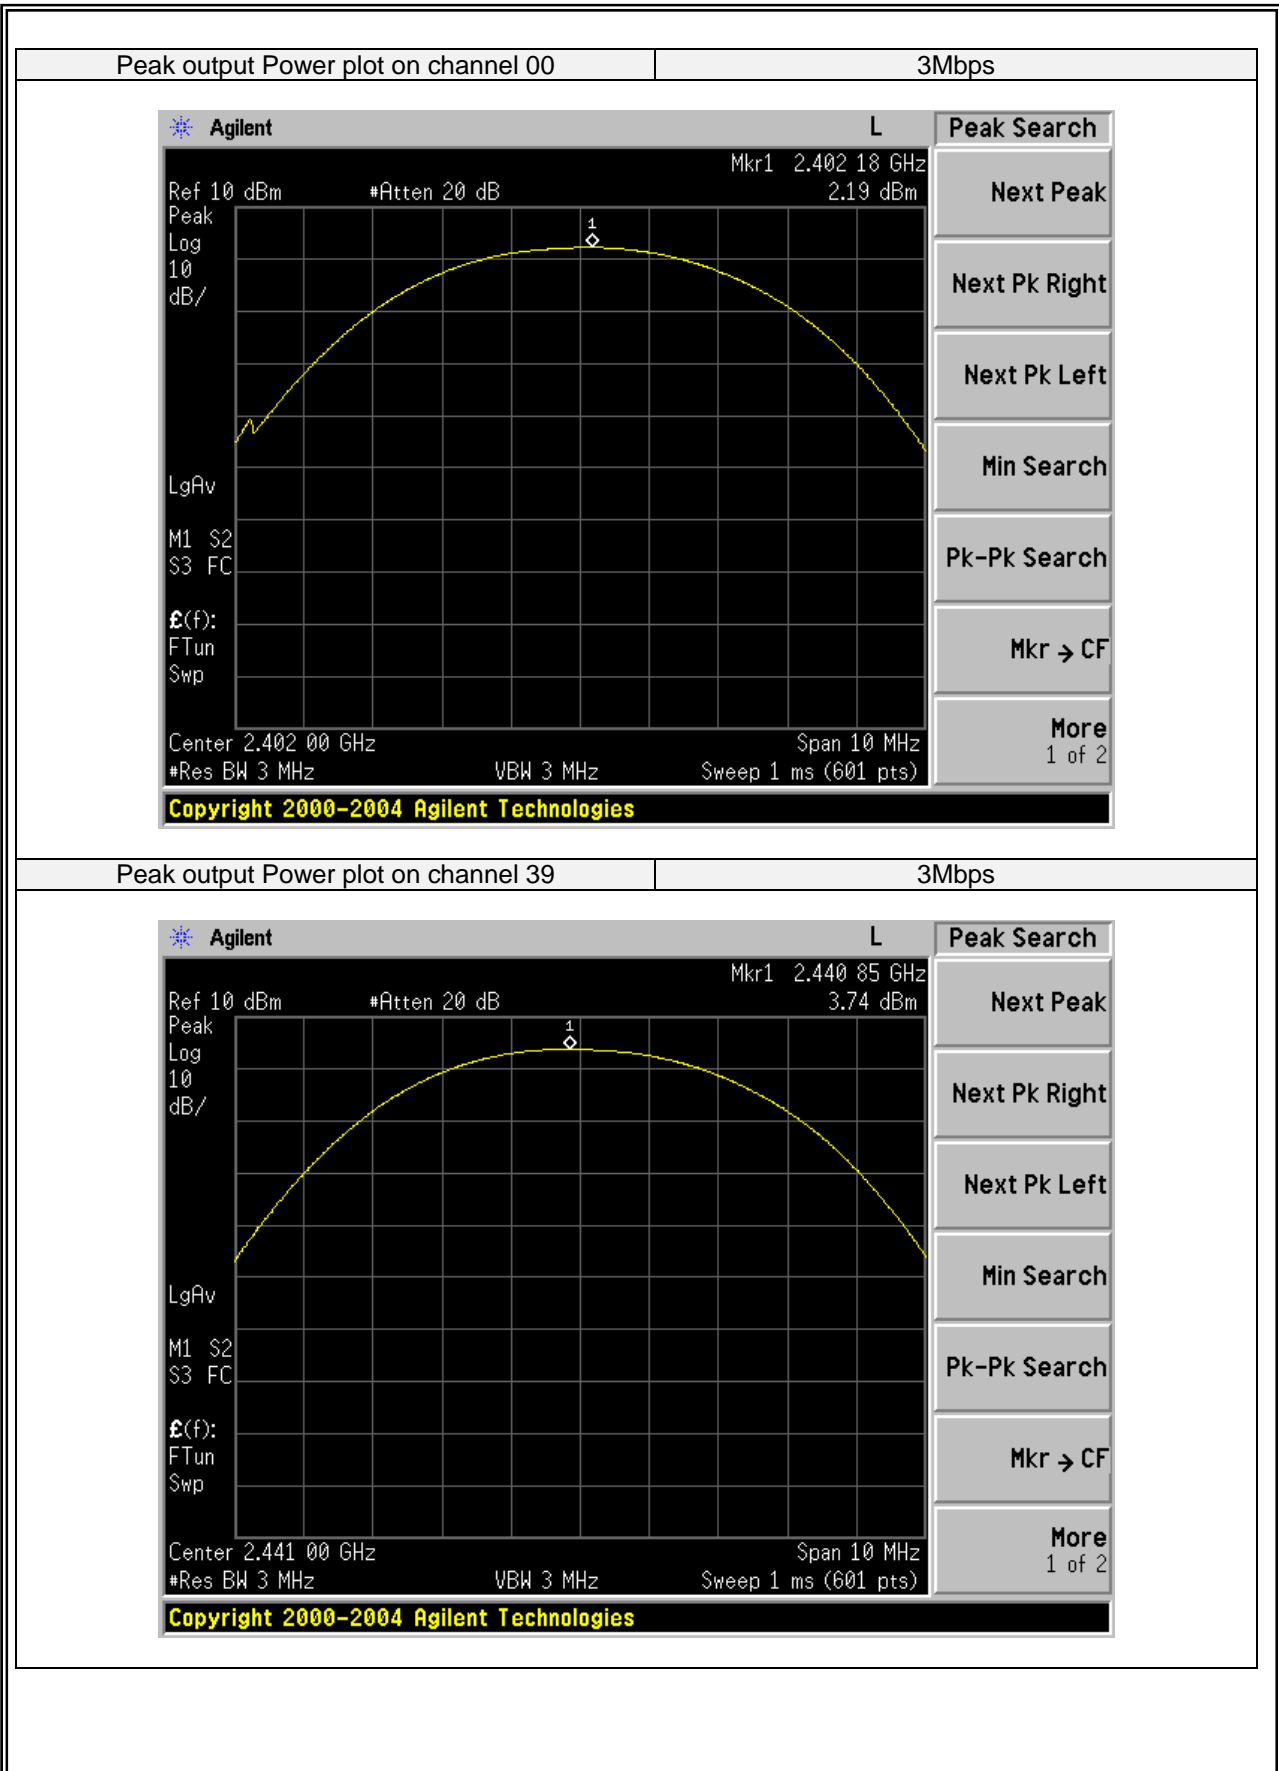 Peak output Power plot on channel 00 3Mbps
Agilent L Peak Search
Mkr1 2.402 18 GHz
Ref 10 dBm #Atten 20 dB 2.19 dBm
Peak
Log
10
dB/
1
LgAv
M1 S2
S3 FC
£(f):
FTun
Swp
Center 2.402 00 GHz Span 10 MHz
#Res BW 3 MHz VBW 3 MHz Sweep 1 ms (601 pts)
Copyright 2000-2004 Agilent Technologies
Next Peak
Next Pk Right
Next Pk Left
Min Search
Pk-Pk Search
Mkr → CF
More
1 of 2
Peak output Power plot on channel 39 3Mbps
Agilent L Peak Search
Mkr1 2.440 85 GHz
Ref 10 dBm #Atten 20 dB 3.74 dBm
Peak
Log
10
dB/
1
LgAv
M1 S2
S3 FC
£(f):
FTun
Swp
Center 2.441 00 GHz Span 10 MHz
#Res BW 3 MHz VBW 3 MHz Sweep 1 ms (601 pts)
Copyright 2000-2004 Agilent Technologies
Next Peak
Next Pk Right
Next Pk Left
Min Search
Pk-Pk Search
Mkr → CF
More
1 of 2